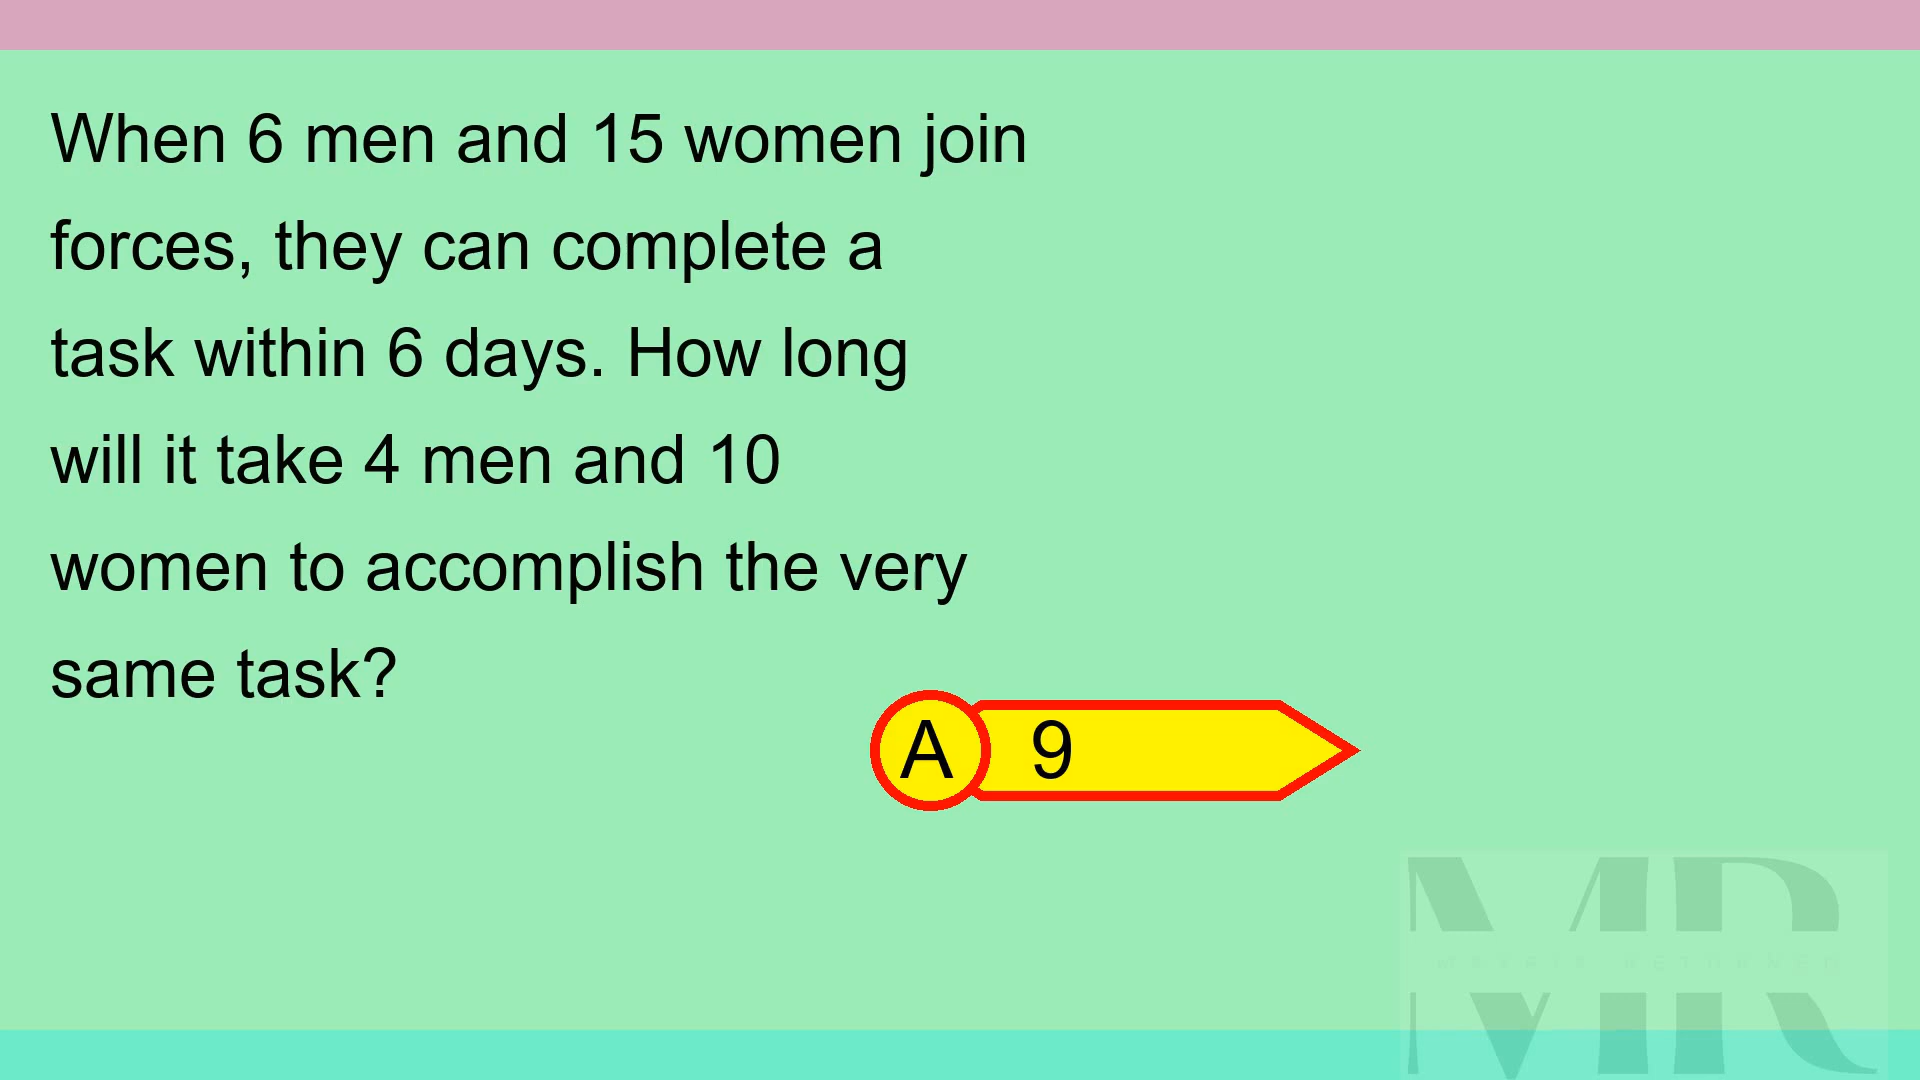 When 6 men and 15 women join
forces, they can complete a
task within 6 days. How long
will it take 4 men and 10
women to accomplish the very
same task?
A 9
MR